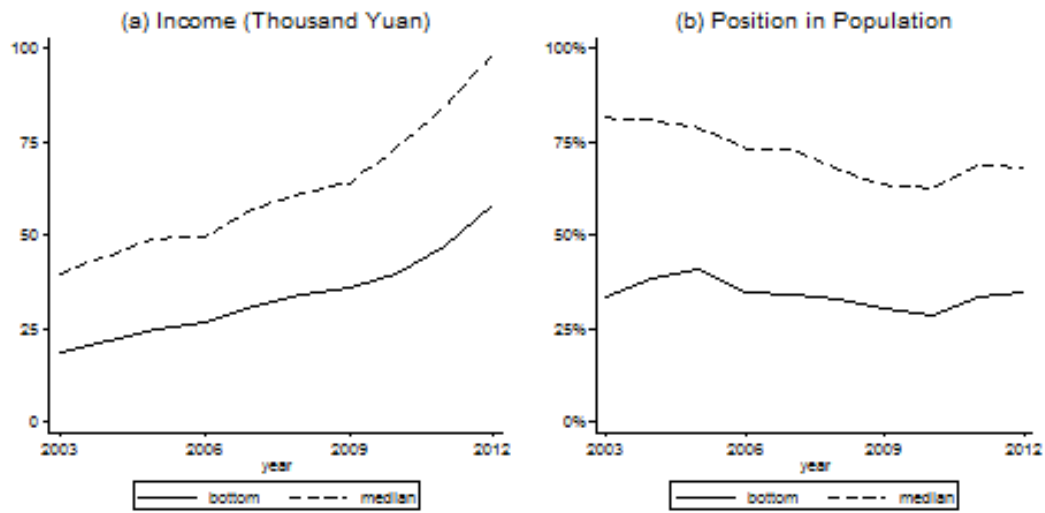 (a) Income (Thousand Yuan)
100
75
50
25
0
2003 2006 2009 2012
year
bottom median
(b) Position in Population
100%
75%
50%
25%
0%
2003 2006 2009 2012
year
bottom median